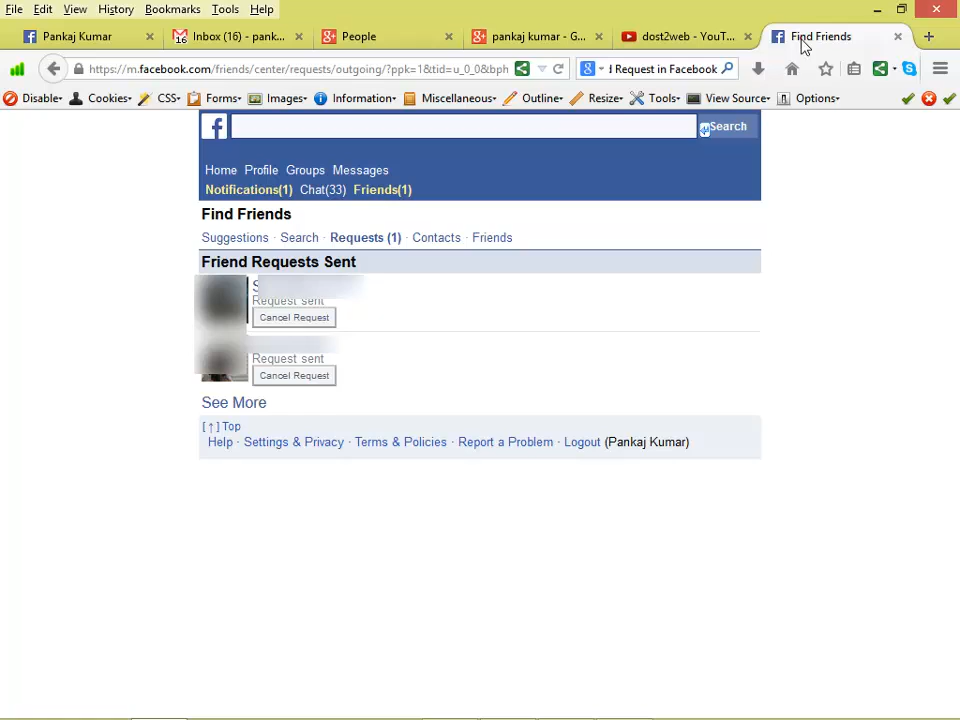 File Edit View History Bookmarks Tools Help
Pankaj Kumar Inbox (16) - pank... People pankaj kumar - G... dost2web - YouT... Find Friends
https://m.facebook.com/friends/center/requests/outgoing/?ppk=1&tid=u_0_0&bph
d Request in Facebook
Disable Cookies CSS Forms Images Information Miscellaneous Outline Resize Tools View Source Options
Search
Home Profile Groups Messages
Notifications(1) Chat(33) Friends(1)
Find Friends
Suggestions · Search · Requests (1) · Contacts · Friends
Friend Requests Sent
Request sent
Cancel Request
Request sent
Cancel Request
See More
[↑] Top
Help · Settings & Privacy · Terms & Policies · Report a Problem · Logout (Pankaj Kumar)